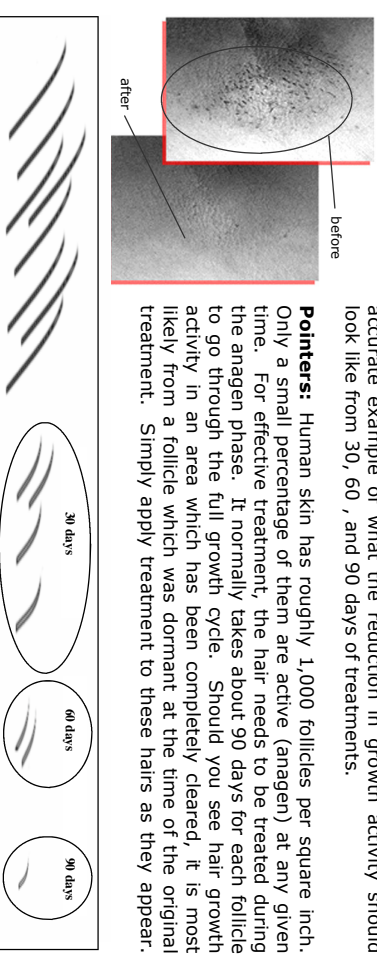 accurate example of what the reduction in growth activity should
look like from 30, 60 , and 90 days of treatments.
before
after
Pointers: Human skin has roughly 1,000 follicles per square inch.
Only a small percentage of them are active (anagen) at any given
time. For effective treatment, the hair needs to be treated during
the anagen phase. It normally takes about 90 days for each follicle
to go through the full growth cycle. Should you see hair growth
activity in an area which has been completely cleared, it is most
likely from a follicle which was dormant at the time of the original
treatment. Simply apply treatment to these hairs as they appear.
30 days
60 days
90 days